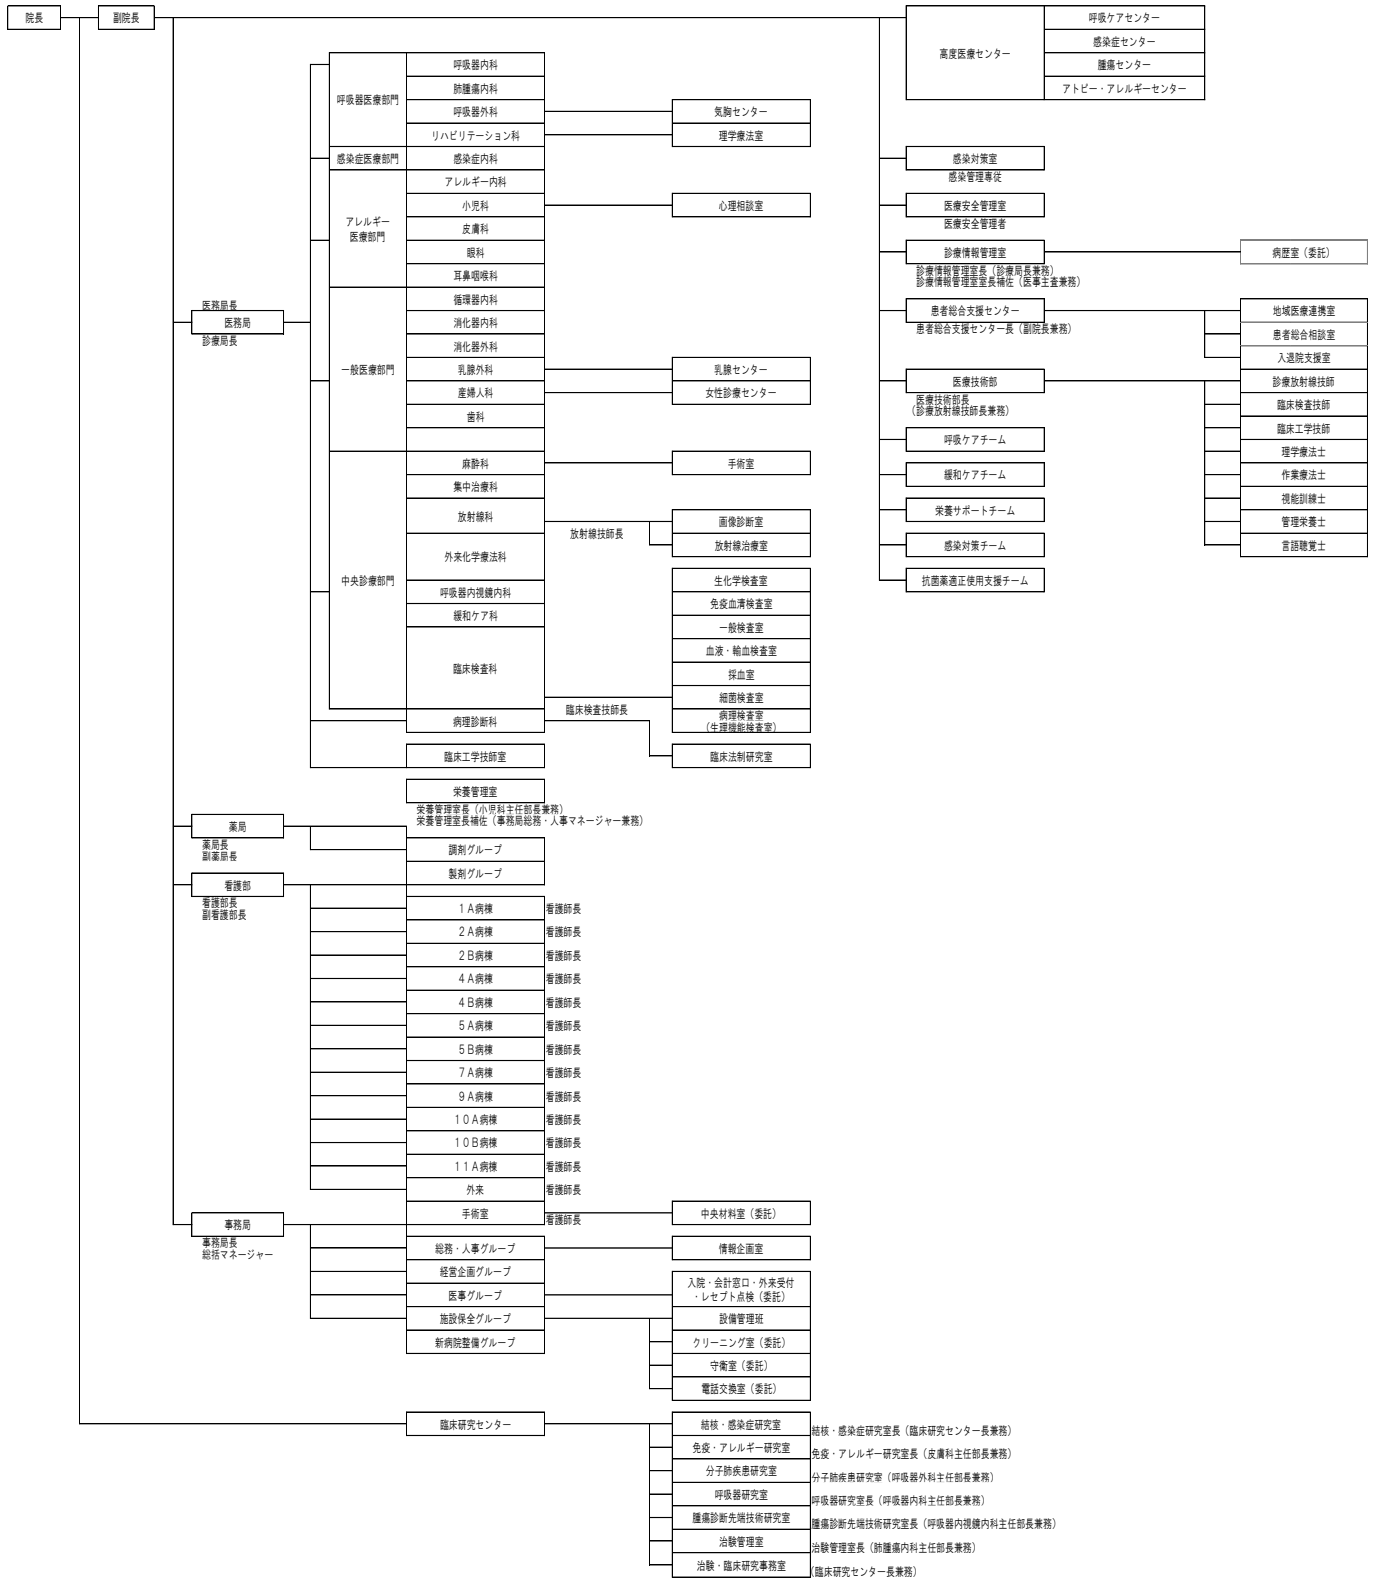 院長
副院長
高度医療センター
呼吸ケアセンター
感染症センター
腫瘍センター
アトピー・アレルギーセンター
感染対策室
感染管理専従
医療安全管理室
医療安全管理者
診療情報管理室
診療情報管理室長（診療局長兼務）
診療情報管理室室長補佐（医事主査兼務）
病歴室（委託）
患者総合支援センター
患者総合支援センター長（副院長兼務）
地域医療連携室
患者総合相談室
入退院支援室
医療技術部
医療技術部長
（診療放射線技師長兼務）
診療放射線技師
臨床検査技師
臨床工学技師
理学療法士
作業療法士
視能訓練士
管理栄養士
言語聴覚士
呼吸ケアチーム
緩和ケアチーム
栄養サポートチーム
感染対策チーム
抗菌薬適正使用支援チーム
医務局長
医務局
診療局長
呼吸器医療部門
呼吸器内科
肺腫瘍内科
呼吸器外科
気胸センター
リハビリテーション科
理学療法室
感染症医療部門
感染症内科
アレルギー
医療部門
アレルギー内科
小児科
心理相談室
皮膚科
眼科
耳鼻咽喉科
一般医療部門
循環器内科
消化器内科
消化器外科
乳腺外科
乳腺センター
産婦人科
女性診療センター
歯科
中央診療部門
麻酔科
手術室
集中治療科
放射線科
放射線技師長
画像診断室
放射線治療室
外来化学療法科
呼吸器内視鏡内科
緩和ケア科
臨床検査科
生化学検査室
免疫血清検査室
一般検査室
血液・輸血検査室
採血室
細菌検査室
病理検査室
（生理機能検査室）
臨床検査技師長
病理診断科
臨床法制研究室
臨床工学技師室
栄養管理室
栄養管理室長（小児科主任部長兼務）
栄養管理室長補佐（事務局総務・人事マネージャー兼務）
薬局
薬局長
副薬局長
調剤グループ
製剤グループ
看護部
看護部長
副看護部長
１Ａ病棟 看護師長
２Ａ病棟 看護師長
２Ｂ病棟 看護師長
４Ａ病棟 看護師長
４Ｂ病棟 看護師長
５Ａ病棟 看護師長
５Ｂ病棟 看護師長
７Ａ病棟 看護師長
９Ａ病棟 看護師長
１０Ａ病棟 看護師長
１０Ｂ病棟 看護師長
１１Ａ病棟 看護師長
外来 看護師長
手術室 看護師長
中央材料室（委託）
事務局
事務局長
総括マネージャー
総務・人事グループ
情報企画室
経営企画グループ
医事グループ
入院・会計窓口・外来受付
・レセプト点検（委託）
施設保全グループ
設備管理班
クリーニング室（委託）
守衛室（委託）
電話交換室（委託）
新病院整備グループ
臨床研究センター
結核・感染症研究室
結核・感染症研究室長（臨床研究センター長兼務）
免疫・アレルギー研究室
免疫・アレルギー研究室長（皮膚科主任部長兼務）
分子肺疾患研究室
分子肺疾患研究室（呼吸器外科主任部長兼務）
呼吸器研究室
呼吸器研究室長（呼吸器内科主任部長兼務）
腫瘍診断先端技術研究室
腫瘍診断先端技術研究室長（呼吸器内視鏡内科主任部長兼務）
治験管理室
治験管理室長（肺腫瘍内科主任部長兼務）
治験・臨床研究事務室
（臨床研究センター長兼務）